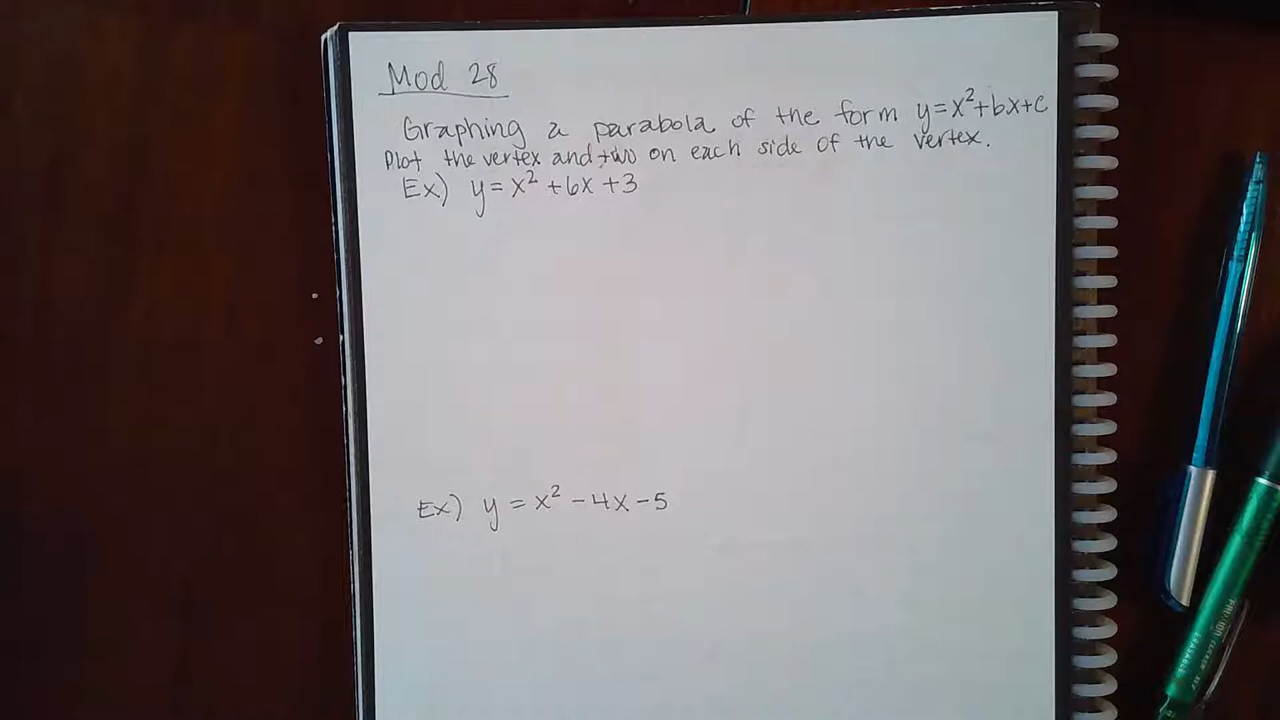 Mod 28
Graphing a parabola of the form y=x²+bx+c
Plot the vertex and two on each side of the vertex.
Ex) y=x²+6x+3
Ex) y=x²-4x-5